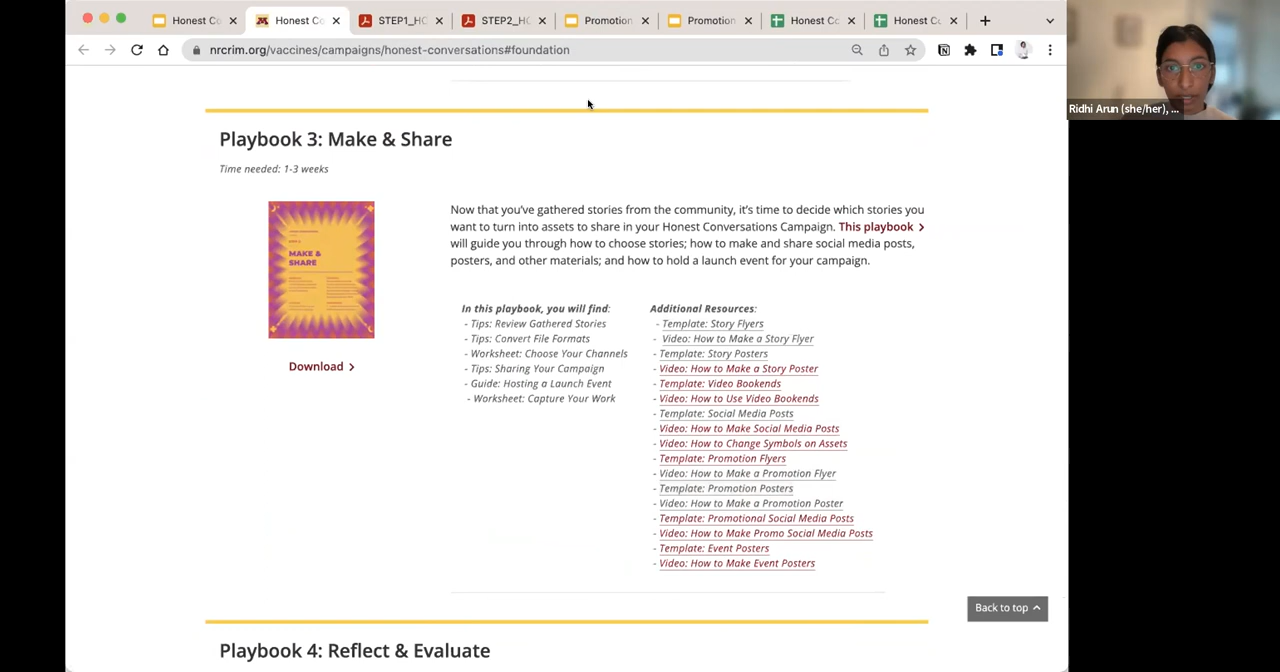 Honest Co
Honest Co
STEP1_HC
STEP2_HC
Promotion
Promotion
Honest Cc
Honest Cu
nrcrim.org/vaccines/campaigns/honest-conversations#foundation
Ridhi Arun (she/her), ...
Playbook 3: Make & Share
Time needed: 1-3 weeks
MAKE &
SHARE
Download >
Now that you've gathered stories from the community, it's time to decide which stories you
want to turn into assets to share in your Honest Conversations Campaign. This playbook >
will guide you through how to choose stories; how to make and share social media posts,
posters, and other materials; and how to hold a launch event for your campaign.
In this playbook, you will find:
- Tips: Review Gathered Stories
- Tips: Convert File Formats
- Worksheet: Choose Your Channels
- Tips: Sharing Your Campaign
- Guide: Hosting a Launch Event
- Worksheet: Capture Your Work
Additional Resources:
- Template: Story Flyers
- Video: How to Make a Story Flyer
- Template: Story Posters
- Video: How to Make a Story Poster
- Template: Video Bookends
- Video: How to Use Video Bookends
- Template: Social Media Posts
- Video: How to Make Social Media Posts
- Video: How to Change Symbols on Assets
- Template: Promotion Flyers
- Video: How to Make a Promotion Flyer
- Template: Promotion Posters
- Video: How to Make a Promotion Poster
- Template: Promotional Social Media Posts
- Video: How to Make Promo Social Media Posts
- Template: Event Posters
- Video: How to Make Event Posters
Back to top
Playbook 4: Reflect & Evaluate